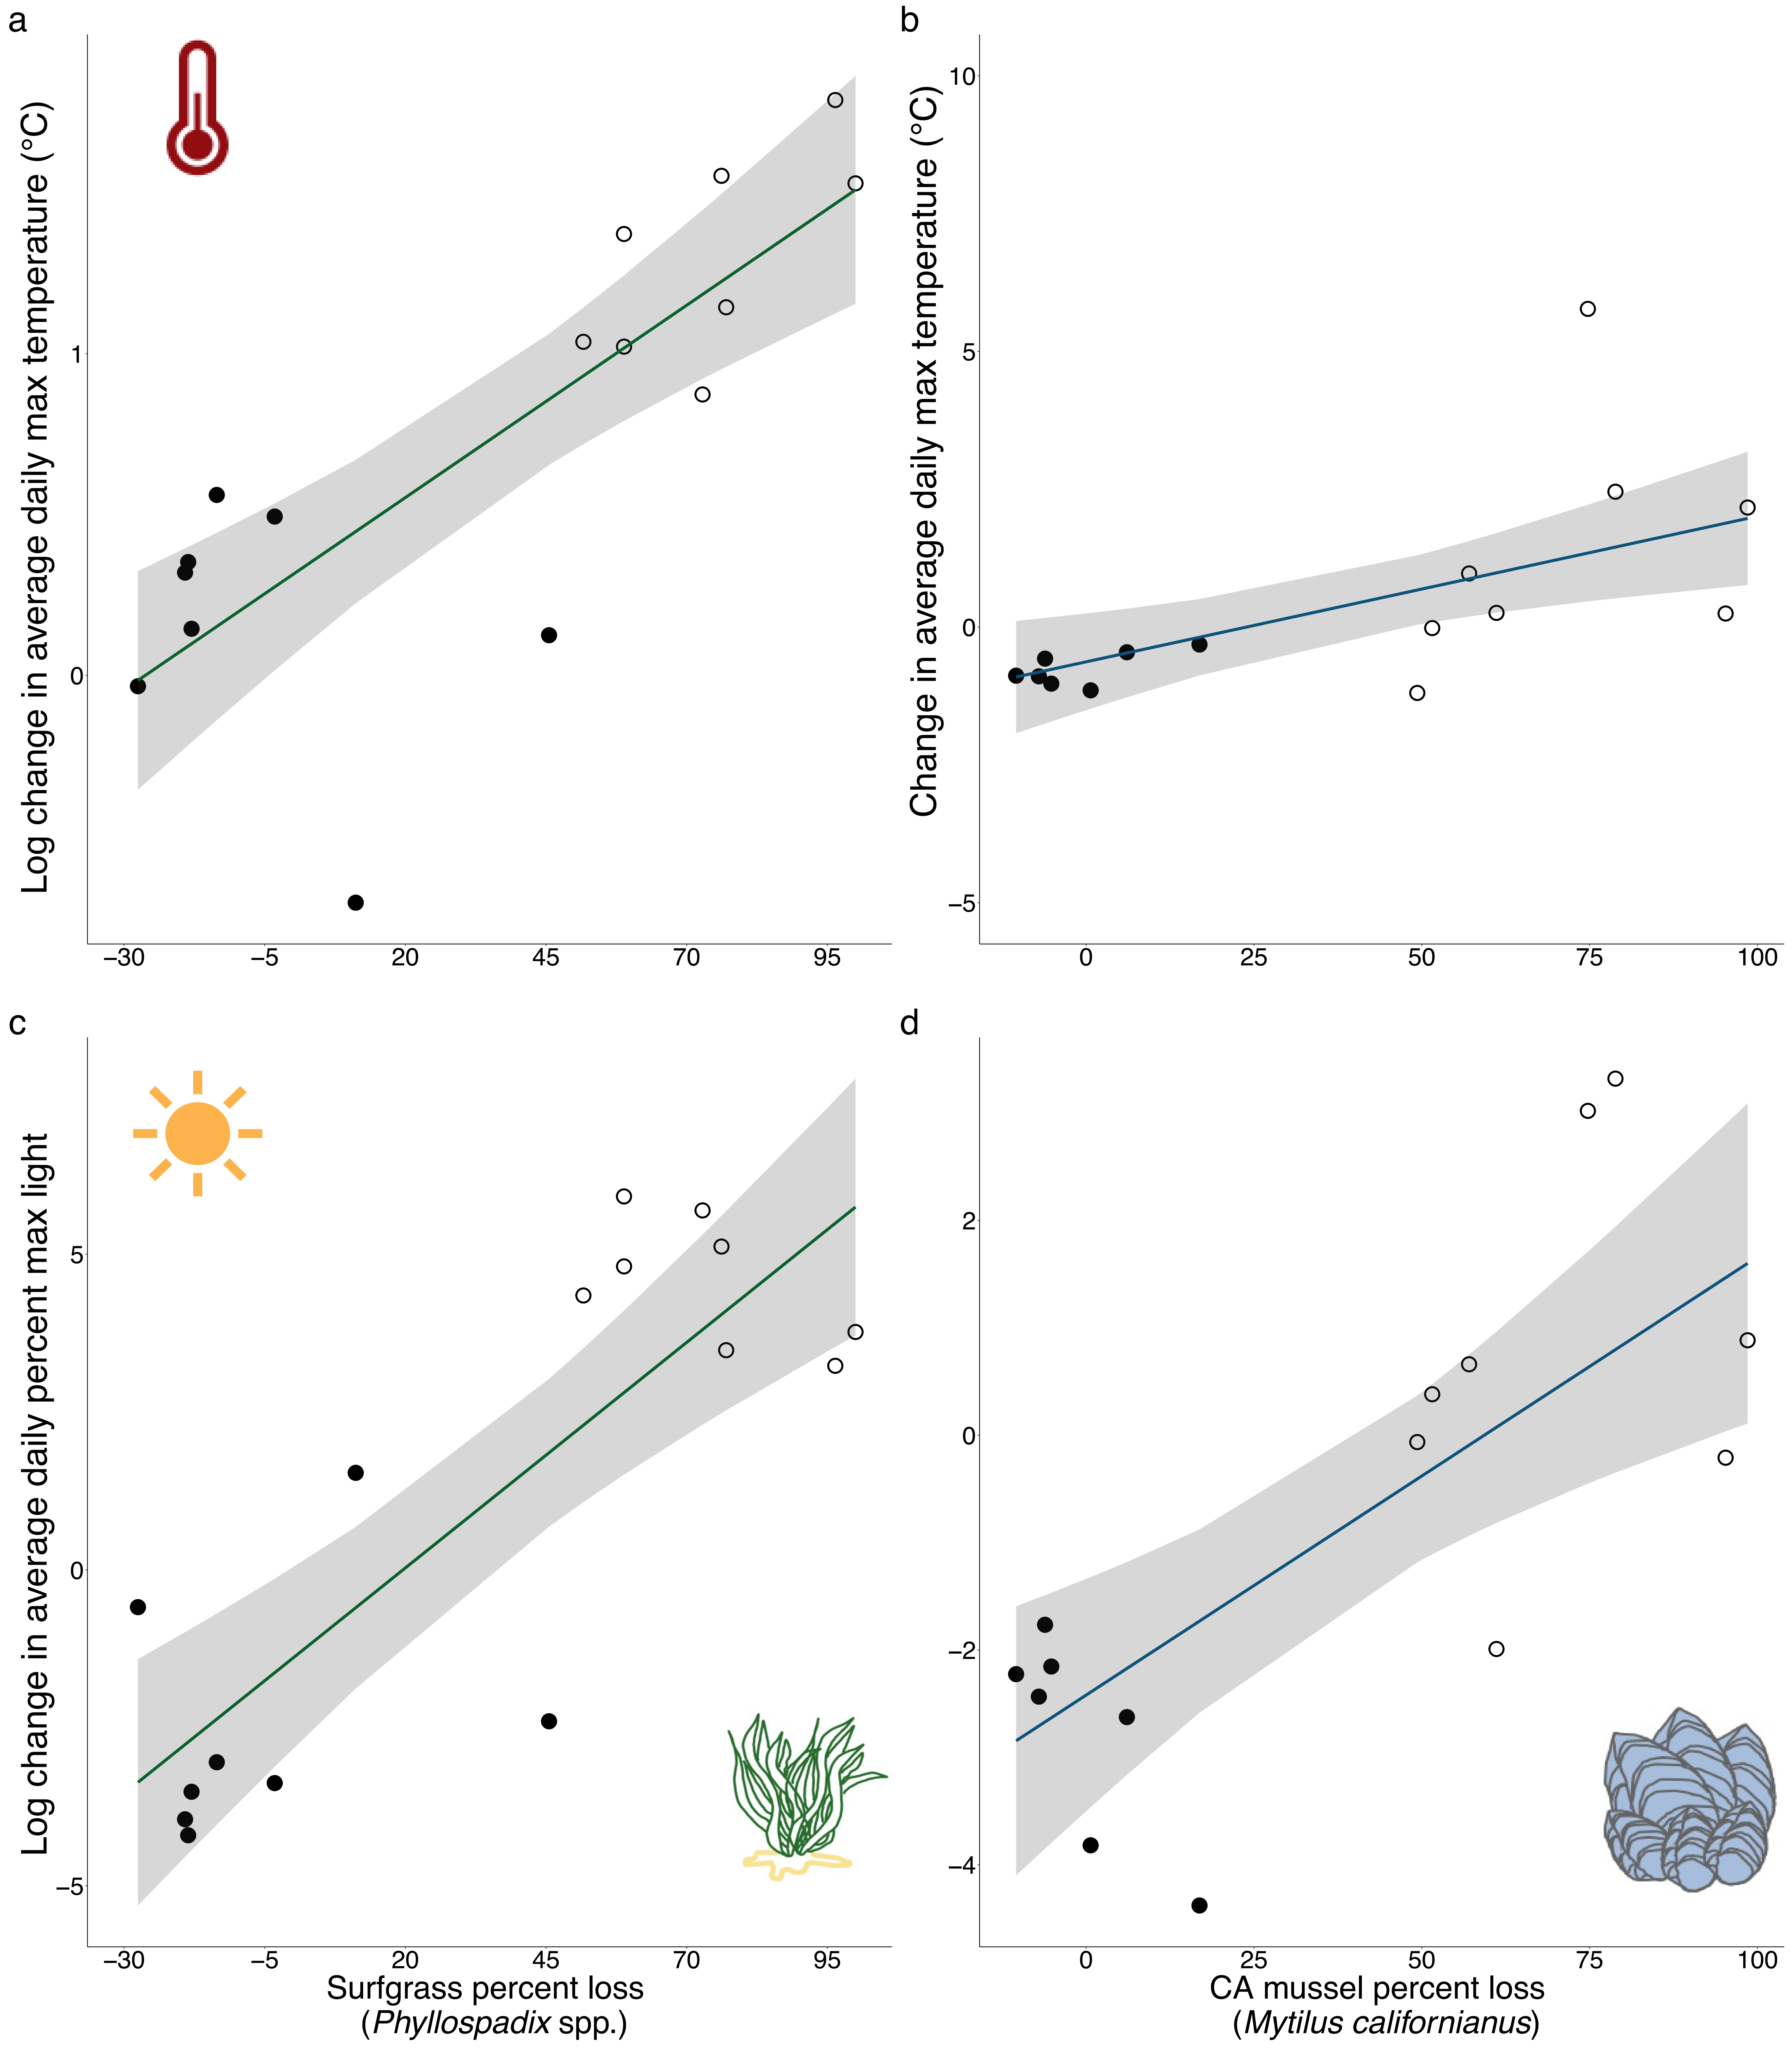 a
Log change in average daily max temperature (°C)
1
0
−30 −5 20 45 70 95
b
Change in average daily max temperature (°C)
10
5
0
−5
0 25 50 75 100
c
Log change in average daily percent max light
5
0
−5
−30 −5 20 45 70 95
Surfgrass percent loss
(Phyllospadix spp.)
d
2
0
−2
−4
0 25 50 75 100
CA mussel percent loss
(Mytilus californianus)